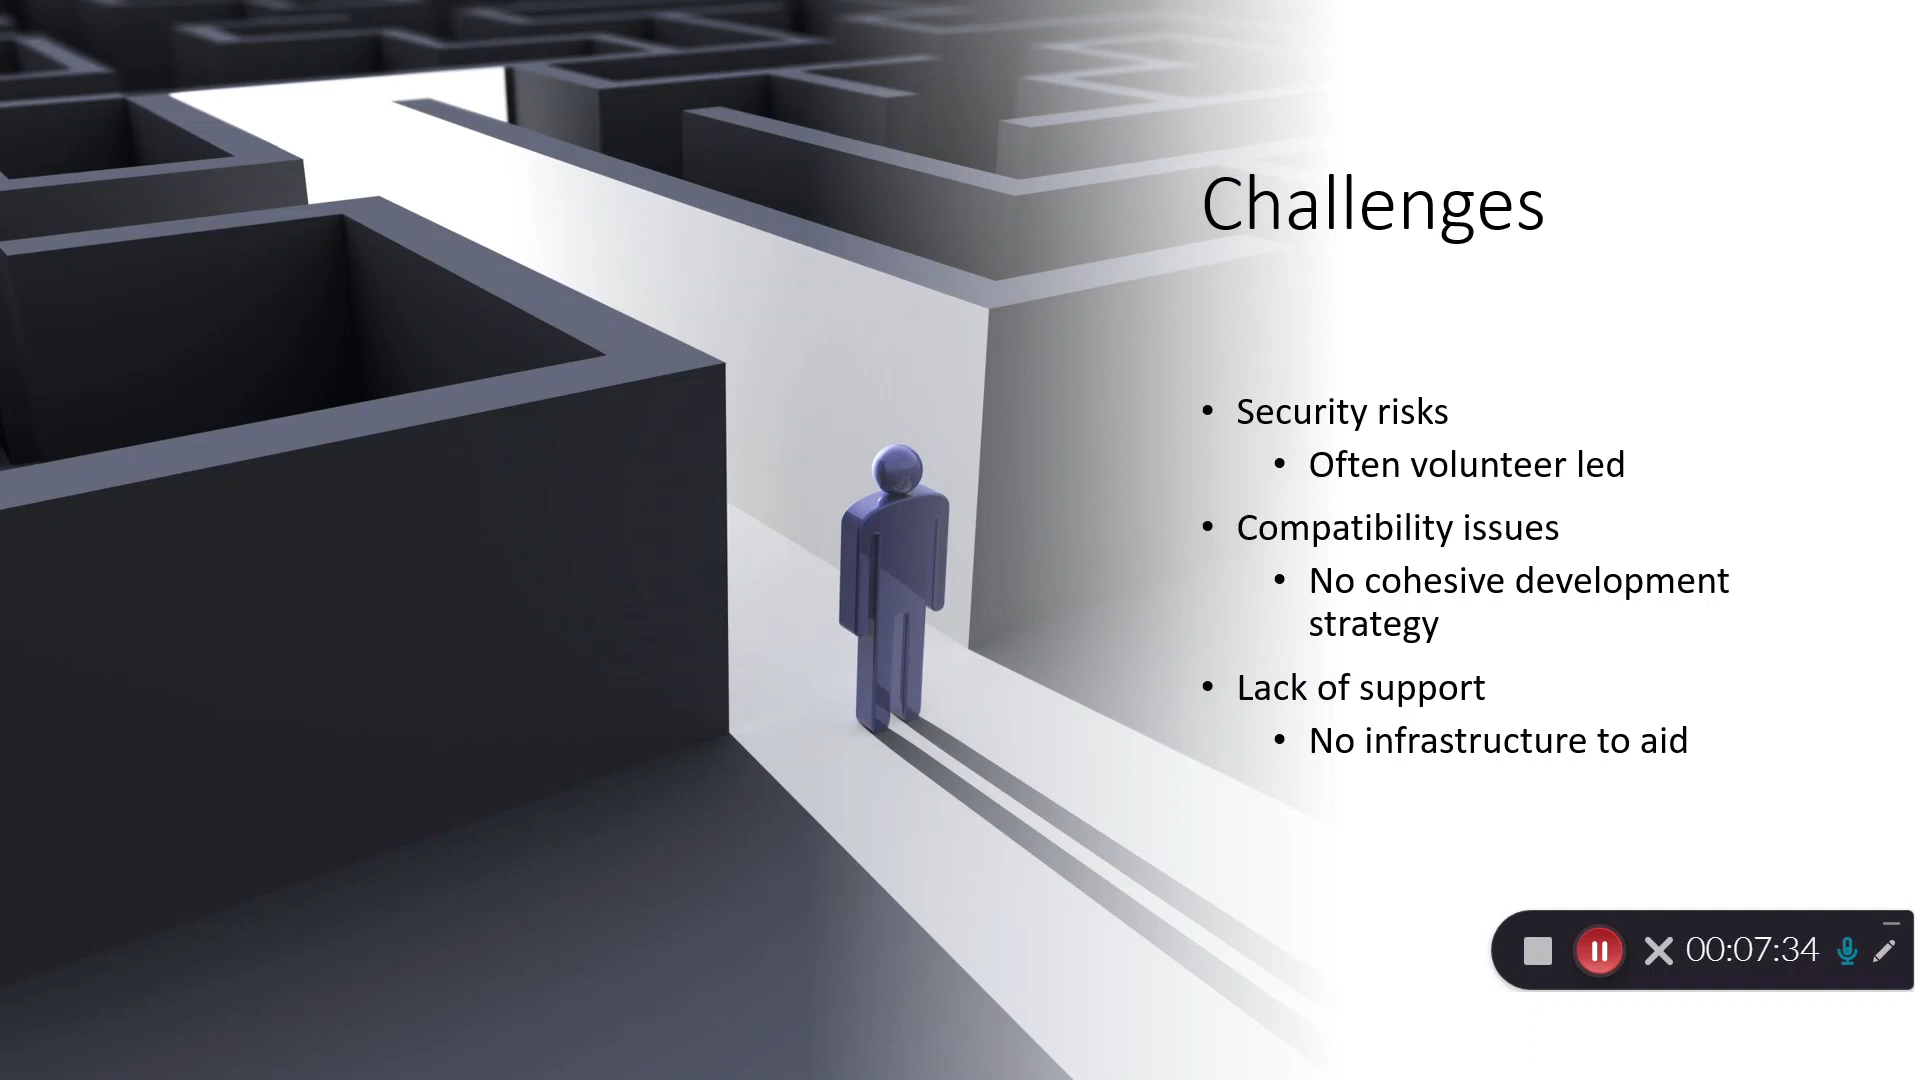 Challenges
• Security risks
• Often volunteer led
• Compatibility issues
• No cohesive development
strategy
• Lack of support
• No infrastructure to aid
00:07:34